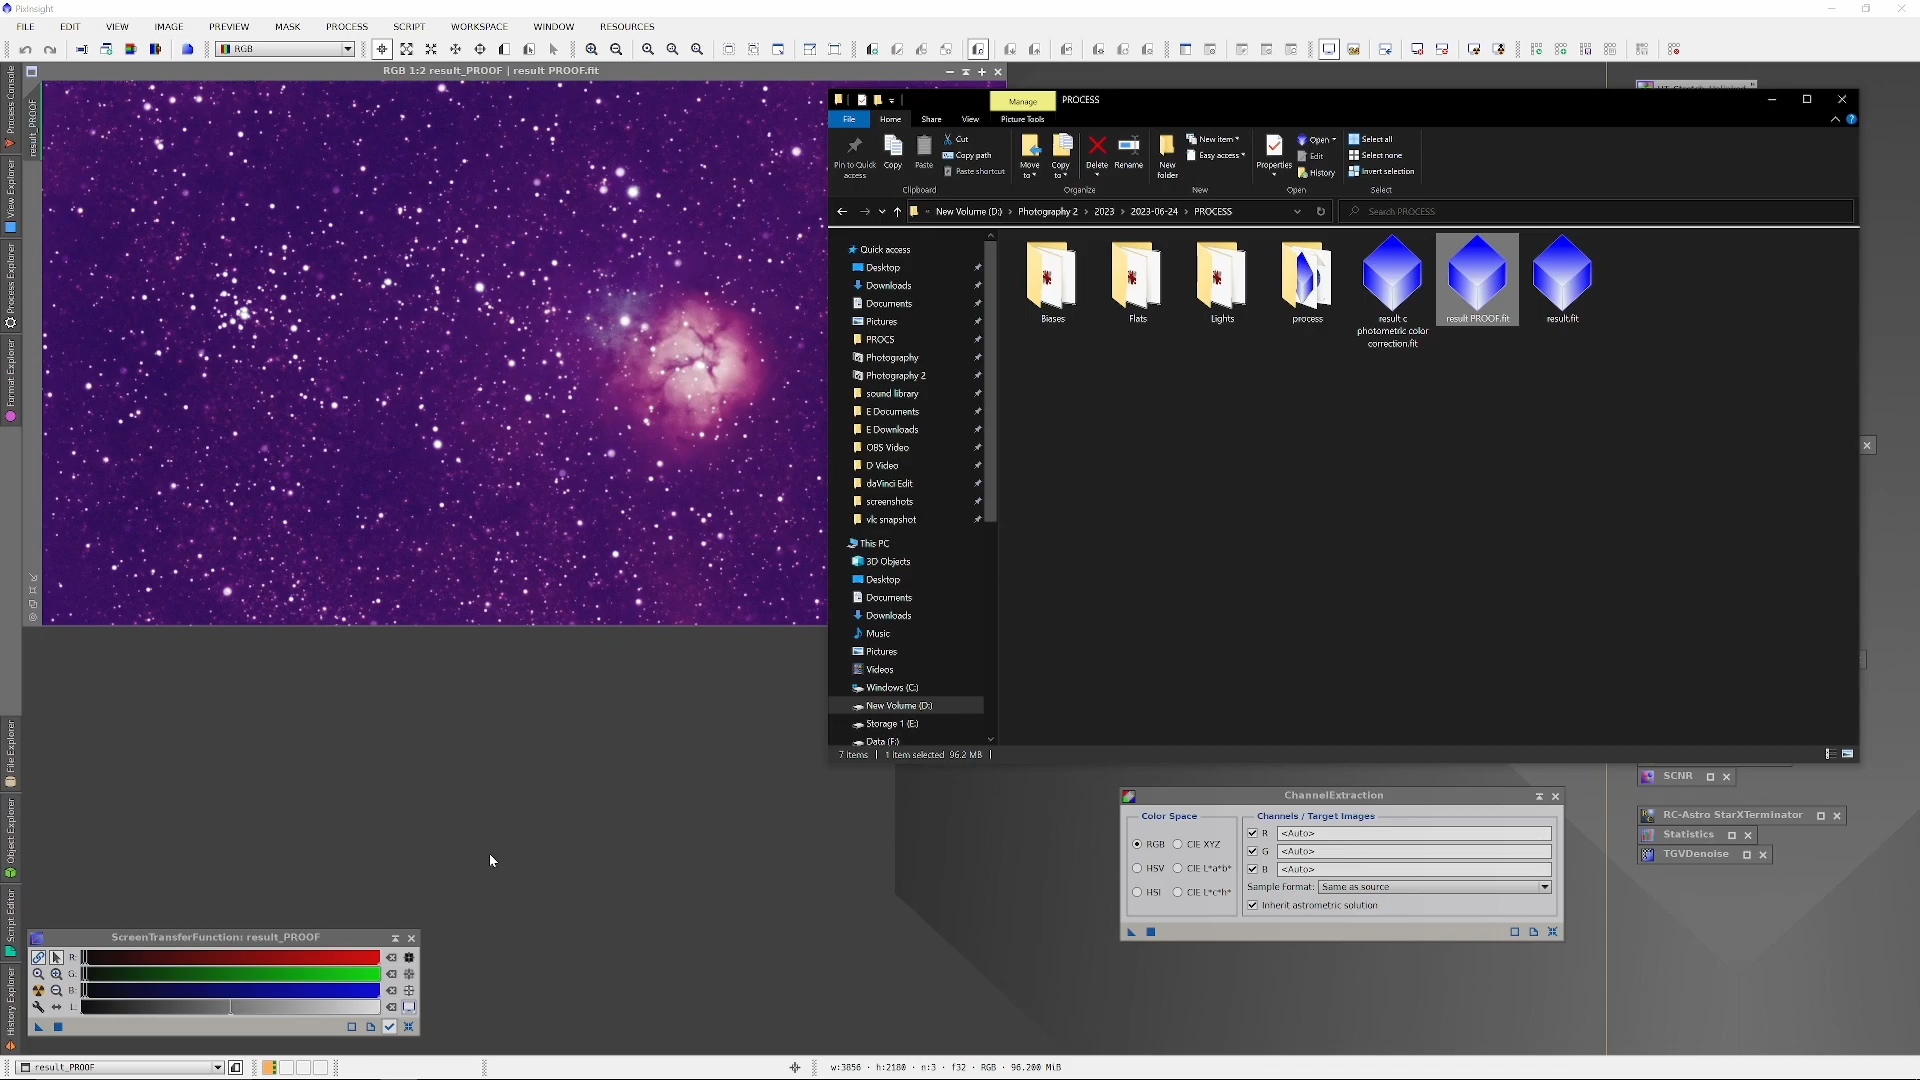 PixInsight
FILE EDIT VIEW IMAGE PREVIEW MASK PROCESS SCRIPT WORKSPACE WINDOW RESOURCES
RGB
RGB 1:2 result_PROOF | result PROOF.fit
Process Console
result_PROOF
View Explorer
Process Explorer
Format Explorer
File Explorer
Object Explorer
Script Editor
History Explorer
Manage PROCESS
File Home Share View Picture Tools
Pin to Quick access
Copy
Paste
Cut
Copy path
Paste shortcut
Clipboard
Move to
Copy to
Delete
Rename
Organize
New folder
New item
Easy access
New
Properties
Open
Edit
History
Open
Select all
Select none
Invert selection
Select
« New Volume (D:) › Photography 2 › 2023 › 2023-06-24 › PROCESS
Search PROCESS
Quick access
Desktop
Downloads
Documents
Pictures
PROCS
Photography
Photography 2
sound library
E Documents
E Downloads
OBS Video
D Video
daVinci Edit
screenshots
vlc snapshot
This PC
3D Objects
Desktop
Documents
Downloads
Music
Pictures
Videos
Windows (C:)
New Volume (D:)
Storage 1 (E:)
Data (F:)
Biases
Flats
Lights
process
result c
photometric color
correction.fit
result PROOF.fit
result.fit
7 items 1 item selected 96.2 MB
SCNR
RC-Astro StarXTerminator
Statistics
TGVDenoise
ChannelExtraction
Color Space
RGB CIE XYZ
HSV CIE L*a*b*
HSI CIE L*c*h*
Channels / Target Images
R <Auto>
G <Auto>
B <Auto>
Sample Format: Same as source
Inherit astrometric solution
ScreenTransferFunction: result_PROOF
R:
G:
B:
L:
result_PROOF
w:3856 · h:2180 · n:3 · f32 · RGB · 96.200 MiB